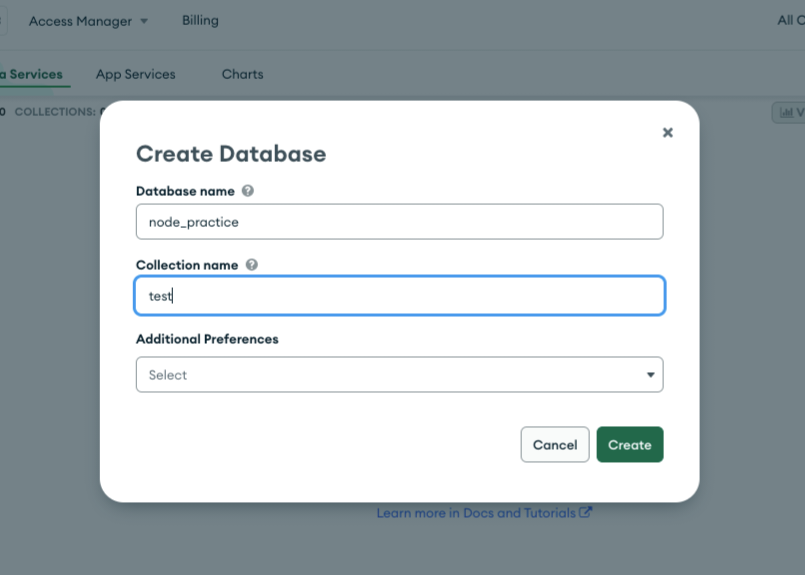 Access Manager Billing All
Services App Services Charts
0 COLLECTIONS:
Create Database
Database name
node_practice
Collection name
test
Additional Preferences
Select
Cancel Create
Learn more in Docs and Tutorials